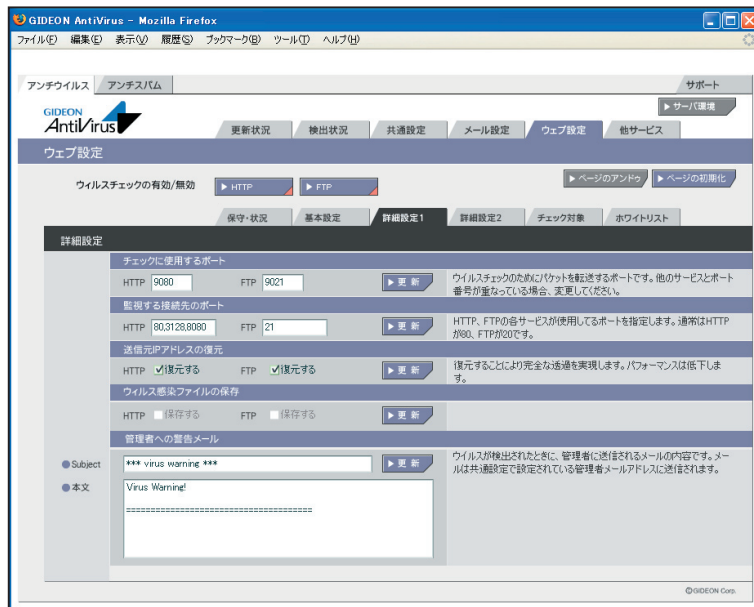 GIDEON AntiVirus - Mozilla Firefox
ファイル(F) 編集(E) 表示(V) 履歴(S) ブックマーク(B) ツール(T) ヘルプ(H)
アンチウイルス アンチスパム サポート
▶サーバ環境
GIDEON
AntiVirus
更新状況 検出状況 共通設定 メール設定 ウェブ設定 他サービス
ウェブ設定
ウィルスチェックの有効/無効 ▶HTTP ▶FTP ▶ページのアンドゥ ▶ページの初期化
保守・状況 基本設定 詳細設定1 詳細設定2 チェック対象 ホワイトリスト
詳細設定
チェックに使用するポート
HTTP 9080 FTP 9021 ▶更 新
ウイルスチェックのためにパケットを転送するポートです。他のサービスとポート
番号が重なっている場合、変更してください。
監視する接続先のポート
HTTP 80,3128,8080 FTP 21 ▶更 新
HTTP、FTPの各サービスが使用してるポートを指定します。通常はHTTP
が80、FTPが20です。
送信元IPアドレスの復元
HTTP 復元する FTP 復元する ▶更 新
復元することにより完全な透過を実現します。パフォーマンスは低下しま
す。
ウィルス感染ファイルの保存
HTTP 保存する FTP 保存する ▶更 新
管理者への警告メール
Subject *** virus warning *** ▶更 新
ウイルスが検出されたときに、管理者に送信されるメールの内容です。メー
ルは共通設定で設定されている管理者メールアドレスに送信されます。
本文 Virus Warning!
======================================
©GIDEON Corp.